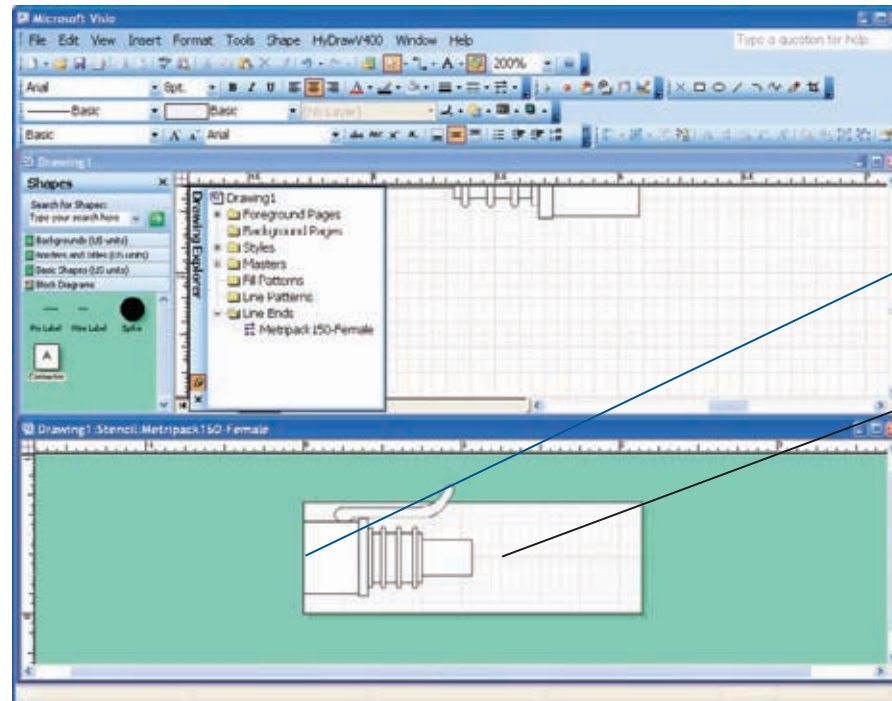 Microsoft Visio
File Edit View Insert Format Tools Shape HyDrawV400 Window Help
Type a question for help
200%
Arial 8pt. B I U A
Basic Basic (No Layer)
Basic A A Arial
Drawing1
Shapes
Search for Shapes:
Type your search here
Backgrounds (US units)
Borders and Titles (US units)
Basic Shapes (US units)
Block Diagrams
Pin Label Wire Label Splice
A
Connector
Drawing Explorer
Drawing1
Foreground Pages
Background Pages
Styles
Masters
Fill Patterns
Line Patterns
Line Ends
Metripack 150-Female
Drawing1:Stencil:Metripack150-Female